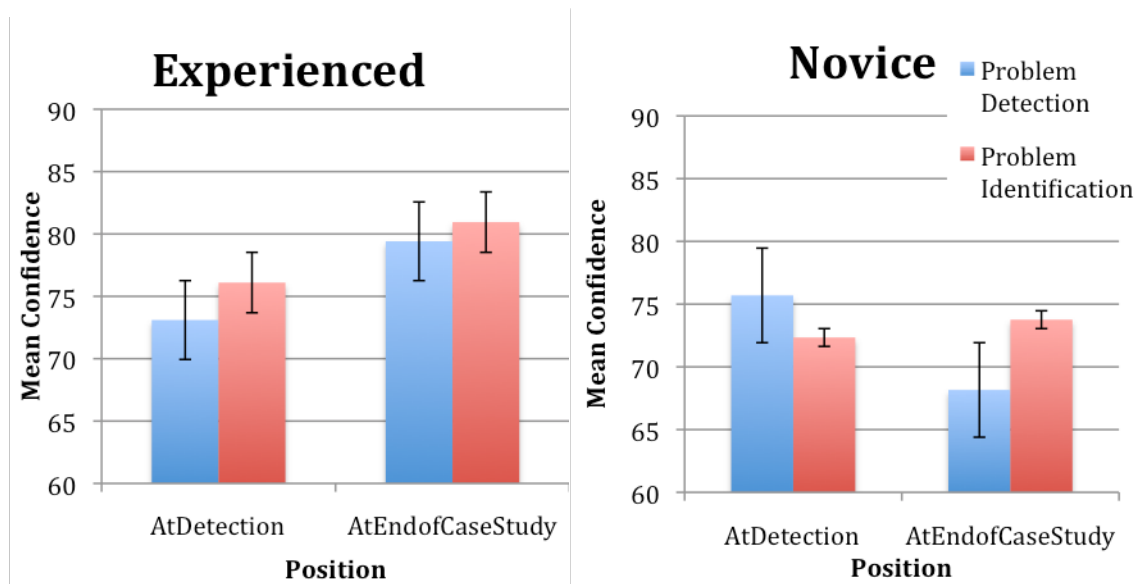 Experienced
90
85
80
75
70
65
60
Mean Confidence
AtDetection AtEndofCaseStudy
Position
Novice
Problem
Detection
Problem
Identification
90
85
80
75
70
65
60
Mean Confidence
AtDetection AtEndofCaseStudy
Position